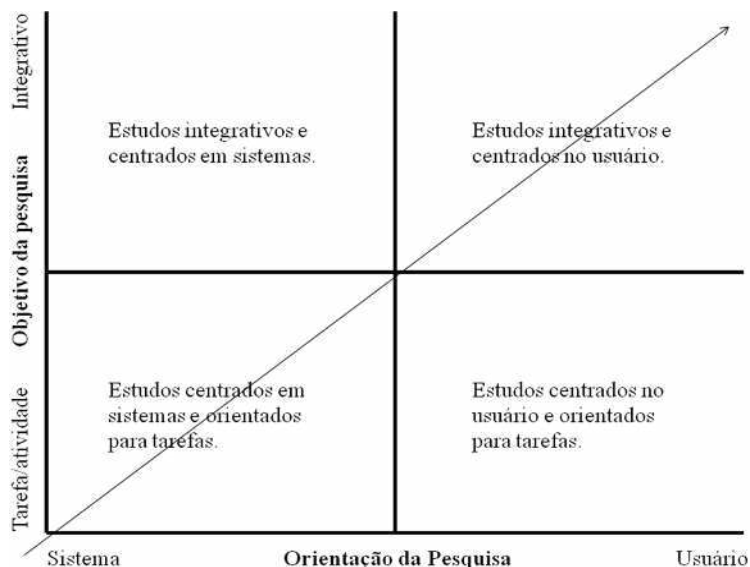 Integrativo
Objetivo da pesquisa
Tarefa/atividade
Estudos integrativos e
centrados em sistemas.
Estudos integrativos e
centrados no usuário.
Estudos centrados em
sistemas e orientados
para tarefas.
Estudos centrados no
usuário e orientados
para tarefas.
Sistema
Orientação da Pesquisa
Usuário